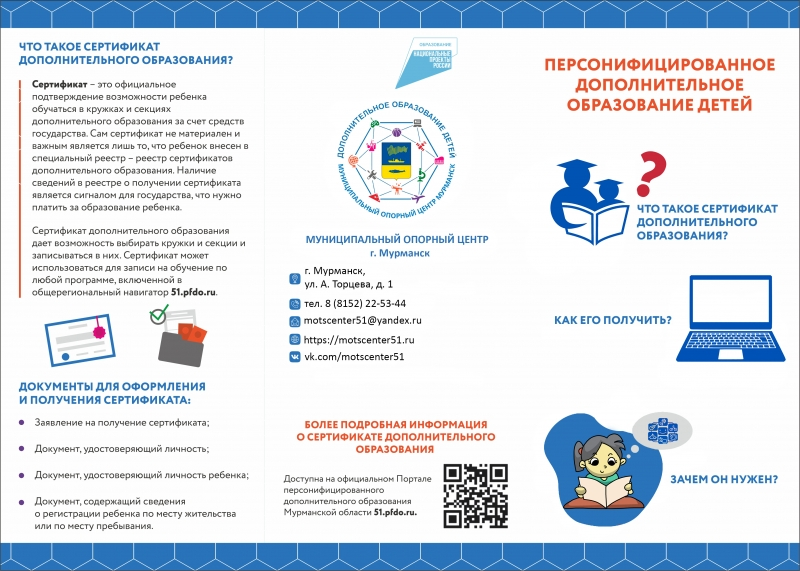 ЧТО ТАКОЕ СЕРТИФИКАТ
ДОПОЛНИТЕЛЬНОГО ОБРАЗОВАНИЯ?
Сертификат – это официальное
подтверждение возможности ребенка
обучаться в кружках и секциях
дополнительного образования за счет средств
государства. Сам сертификат не материален и
важным является лишь то, что ребенок внесен в
специальный реестр – реестр сертификатов
дополнительного образования. Наличие
сведений в реестре о получении сертификата
является сигналом для государства, что нужно
платить за образование ребенка.
Сертификат дополнительного образования
дает возможность выбирать кружки и секции и
записываться в них. Сертификат может
использоваться для записи на обучение по
любой программе, включенной в
общерегиональный навигатор 51.pfdo.ru.
ДОКУМЕНТЫ ДЛЯ ОФОРМЛЕНИЯ
И ПОЛУЧЕНИЯ СЕРТИФИКАТА:
Заявление на получение сертификата;
Документ, удостоверяющий личность;
Документ, удостоверяющий личность ребенка;
Документ, содержащий сведения
о регистрации ребенка по месту жительства
или по месту пребывания.
ОБРАЗОВАНИЕ
НАЦИОНАЛЬНЫЕ
ПРОЕКТЫ
РОССИИ
ДОПОЛНИТЕЛЬНОЕ ОБРАЗОВАНИЕ ДЕТЕЙ
МУНИЦИПАЛЬНЫЙ ОПОРНЫЙ ЦЕНТР МУРМАНСК
МУНИЦИПАЛЬНЫЙ ОПОРНЫЙ ЦЕНТР
г. Мурманск
г. Мурманск,
ул. А. Торцева, д. 1
тел. 8 (8152) 22-53-44
motscenter51@yandex.ru
https://motscenter51.ru
vk.com/motscenter51
БОЛЕЕ ПОДРОБНАЯ ИНФОРМАЦИЯ
О СЕРТИФИКАТЕ ДОПОЛНИТЕЛЬНОГО
ОБРАЗОВАНИЯ
Доступна на официальном Портале
персонифицированного
дополнительного образования
Мурманской области 51.pfdo.ru.
ПЕРСОНИФИЦИРОВАННОЕ
ДОПОЛНИТЕЛЬНОЕ
ОБРАЗОВАНИЕ ДЕТЕЙ
?
ЧТО ТАКОЕ СЕРТИФИКАТ
ДОПОЛНИТЕЛЬНОГО
ОБРАЗОВАНИЯ?
КАК ЕГО ПОЛУЧИТЬ?
ЗАЧЕМ ОН НУЖЕН?